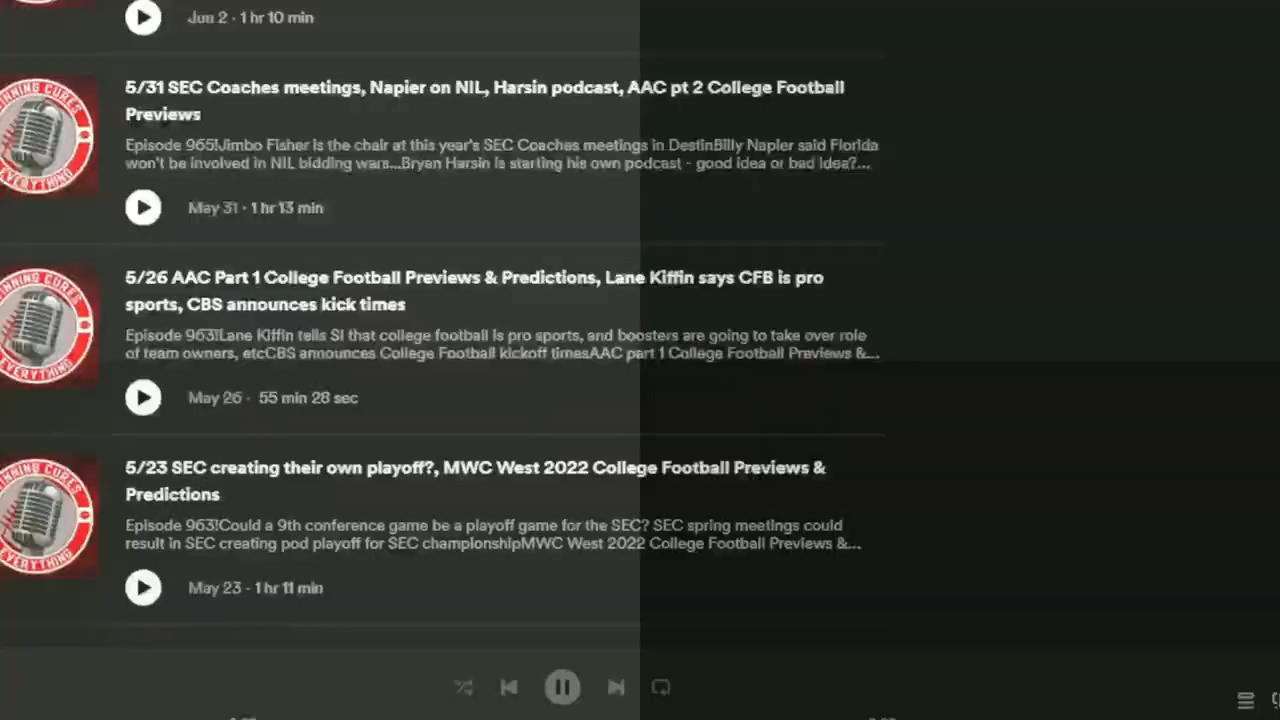 Jun 2 · 1 hr 10 min
5/31 SEC Coaches meetings, Napier on NIL, Harsin podcast, AAC pt 2 College Football
Previews
Episode 965!Jimbo Fisher is the chair at this year's SEC Coaches meetings in DestinBilly Napier said Florida
won't be involved in NIL bidding wars...Bryan Harsin is starting his own podcast - good idea or bad idea?...
NNING CURES
EVERYTHING
May 31 · 1 hr 13 min
5/26 AAC Part 1 College Football Previews & Predictions, Lane Kiffin says CFB is pro
sports, CBS announces kick times
Episode 963!Lane Kiffin tells SI that college football is pro sports, and boosters are going to take over role
of team owners, etcCBS announces College Football kickoff timesAAC part 1 College Football Previews &...
NNING CURES
EVERYTHING
May 26 · 55 min 28 sec
5/23 SEC creating their own playoff?, MWC West 2022 College Football Previews &
Predictions
Episode 963!Could a 9th conference game be a playoff game for the SEC? SEC spring meetings could
result in SEC creating pod playoff for SEC championshipMWC West 2022 College Football Previews &...
NNING CURES
EVERYTHING
May 23 · 1 hr 11 min